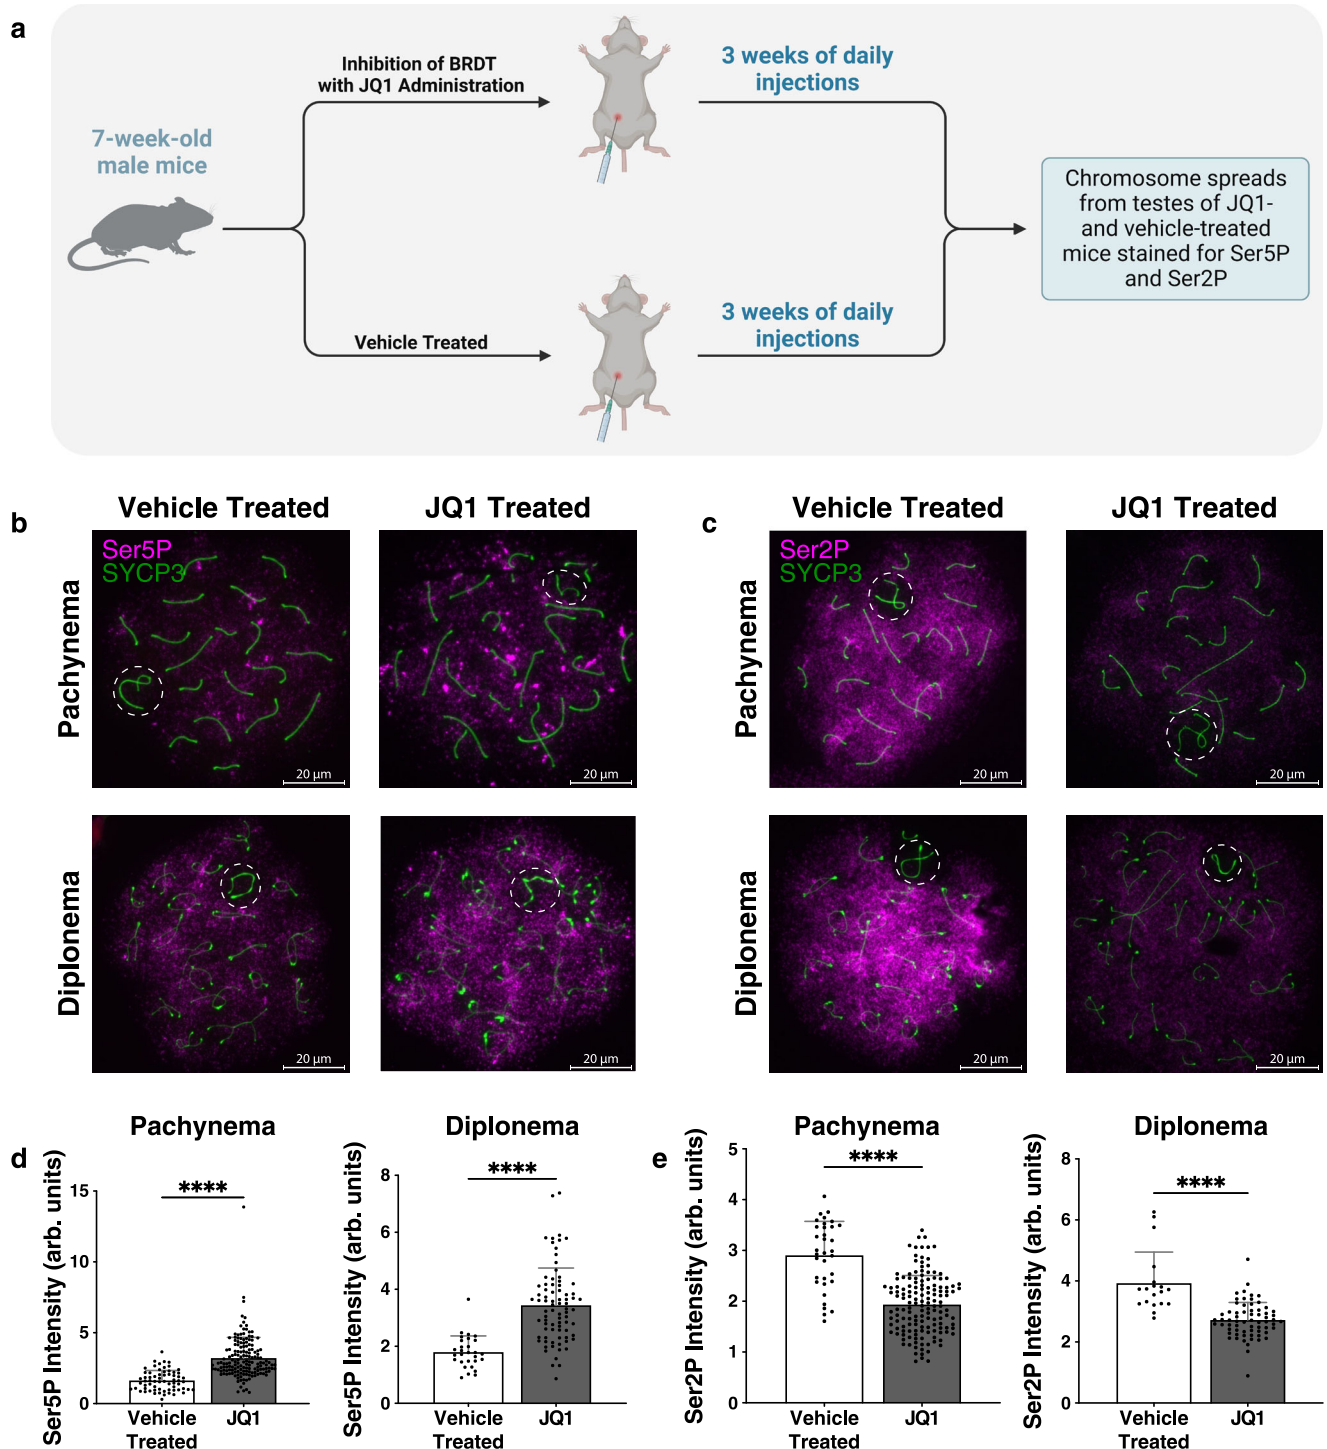 a
Inhibition of BRDT
with JQ1 Administration
3 weeks of daily
injections
7-week-old
male mice
Chromosome spreads
from testes of JQ1-
and vehicle-treated
mice stained for Ser5P
and Ser2P
3 weeks of daily
injections
Vehicle Treated
b
Vehicle Treated
JQ1 Treated
Ser5P
SYCP3
Pachynema
20 µm
20 µm
Diplonema
20 µm
20 µm
c
Vehicle Treated
JQ1 Treated
Ser2P
SYCP3
Pachynema
20 µm
20 µm
Diplonema
20 µm
20 µm
d
Pachynema
Ser5P Intensity (arb. units)
15
10
5
0
****
Vehicle
Treated
JQ1
Diplonema
Ser5P Intensity (arb. units)
8
6
4
2
0
****
Vehicle
Treated
JQ1
e
Pachynema
Ser2P Intensity (arb. units)
5
4
3
2
1
0
****
Vehicle
Treated
JQ1
Diplonema
Ser2P Intensity (arb. units)
8
6
4
2
0
****
Vehicle
Treated
JQ1